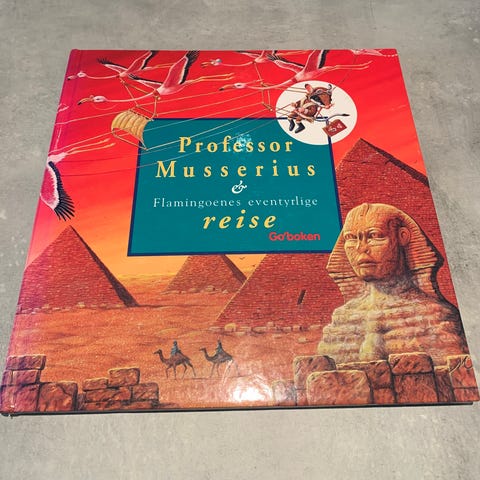 Professor
Musserius
&
Flamingoenes eventyrlige
reise
Go'boken